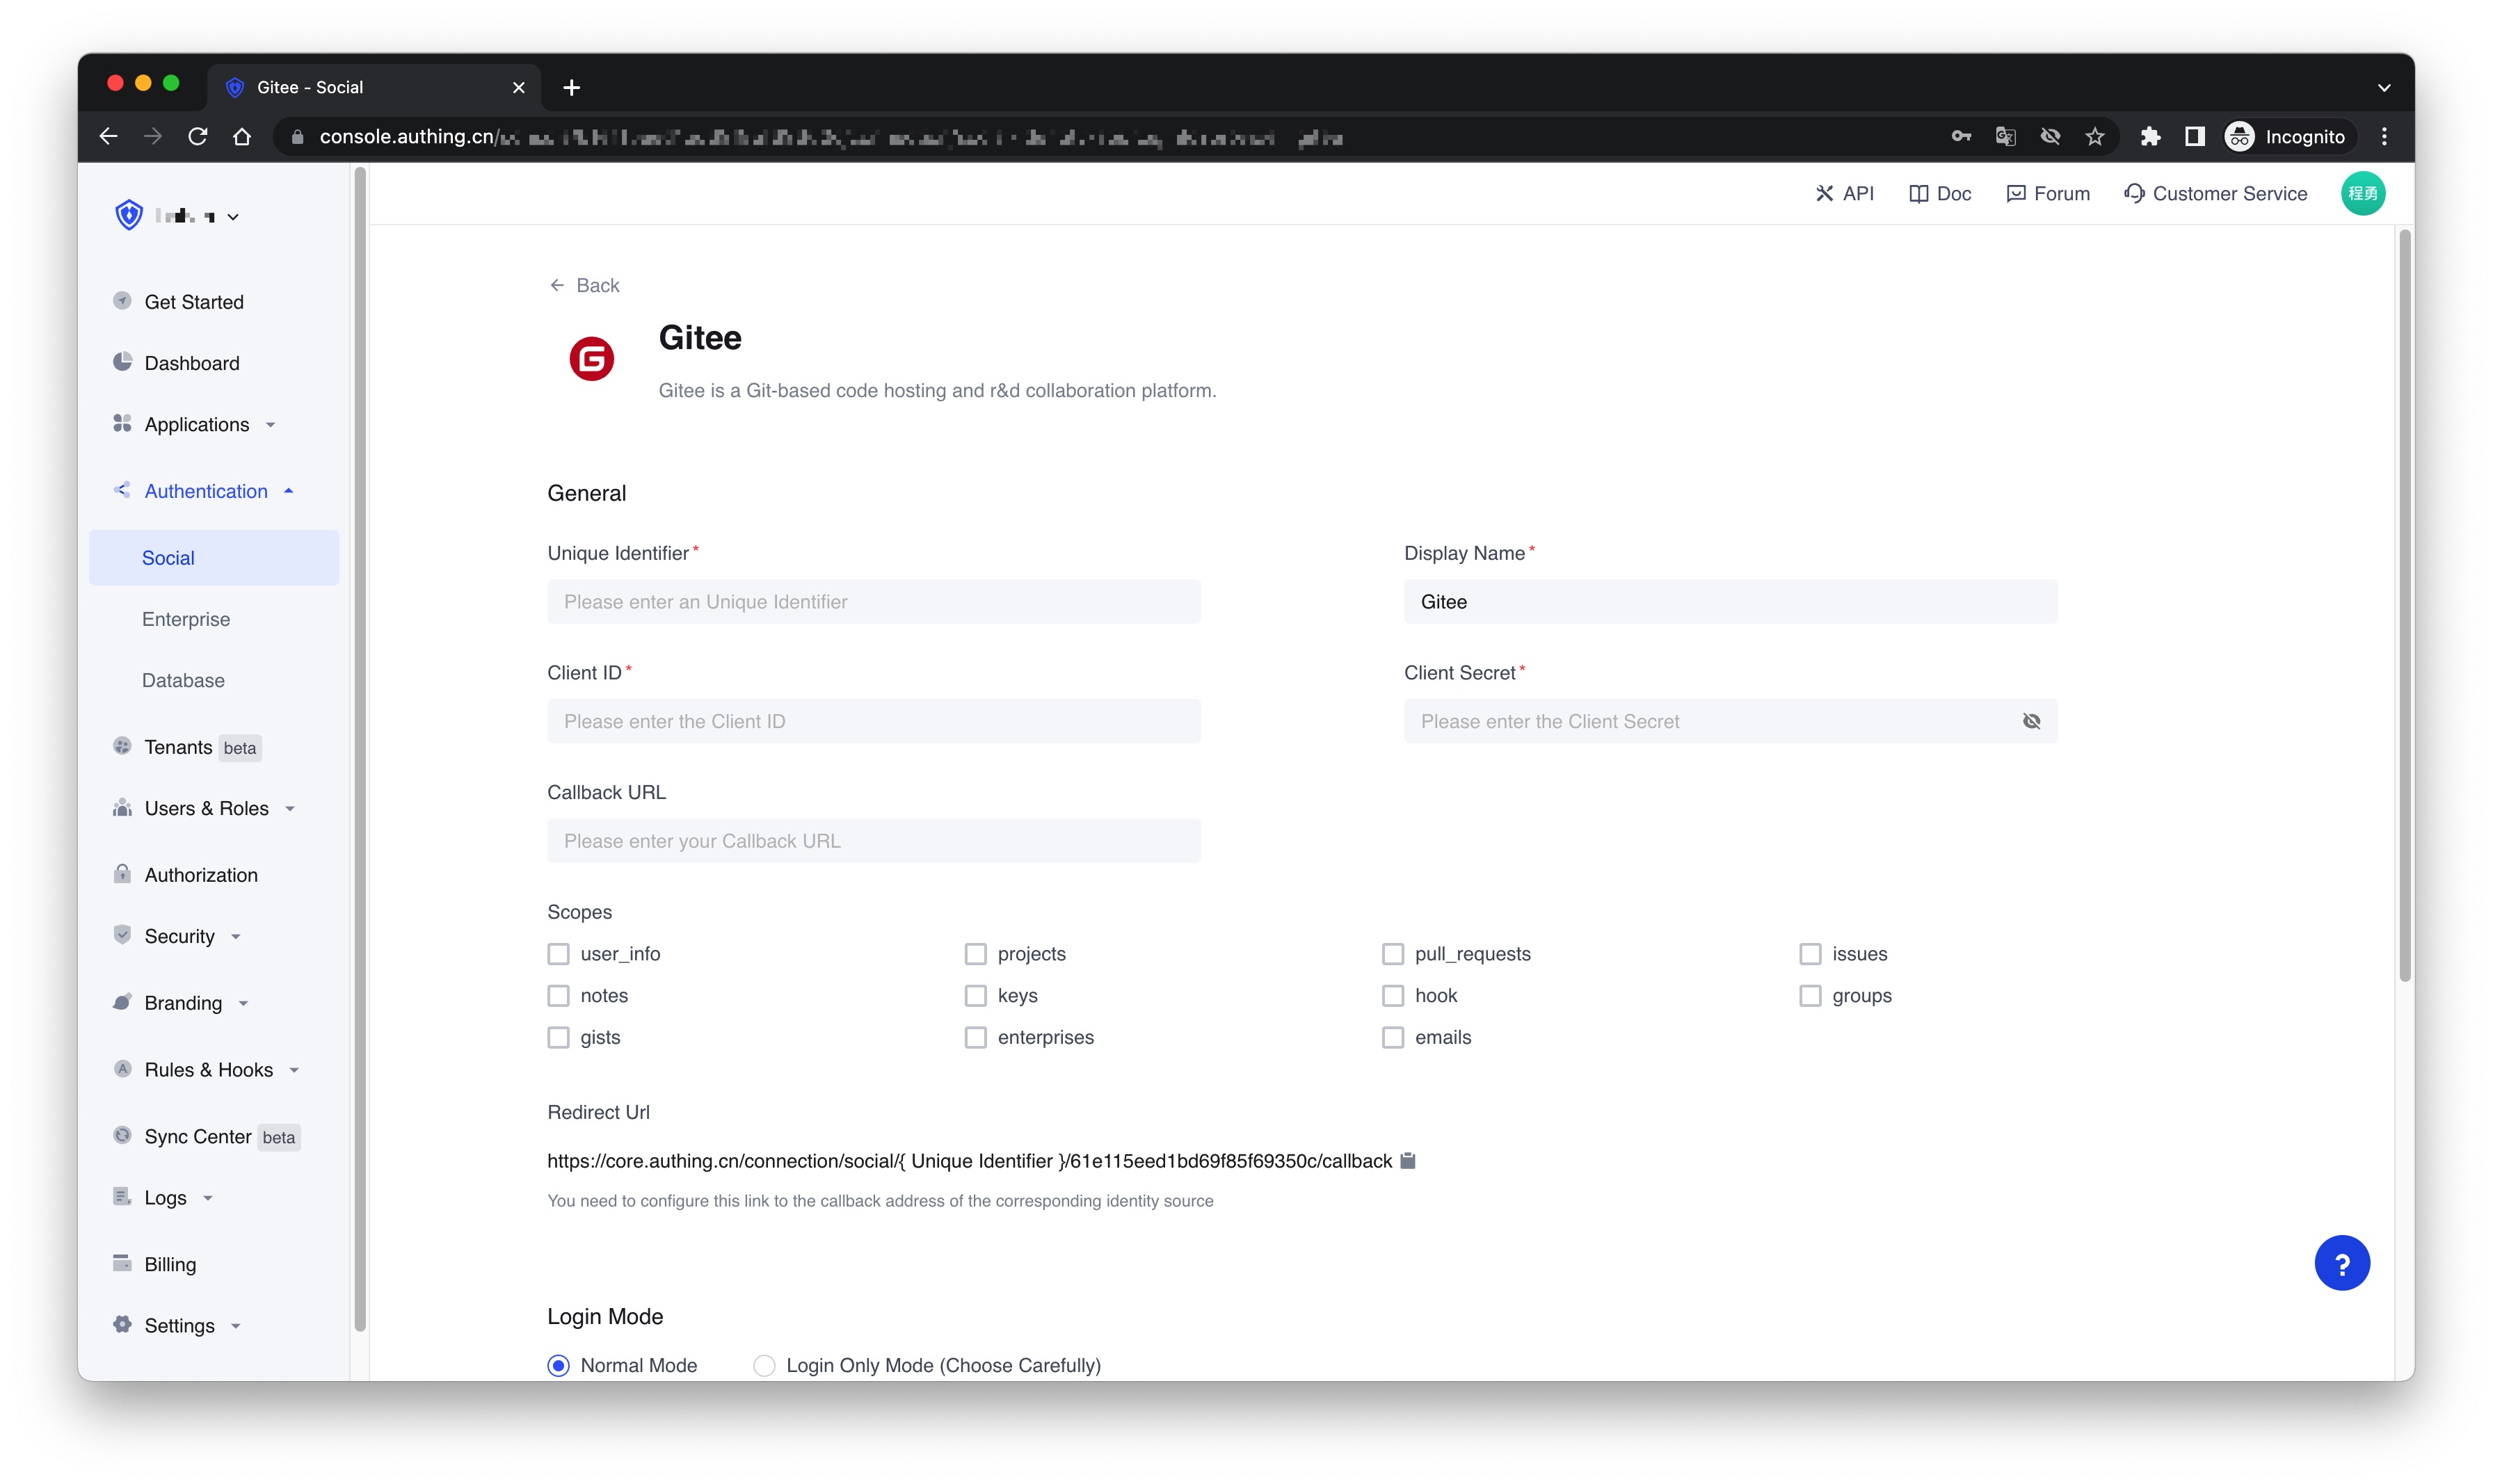 Gitee - Social
console.authing.cn/
Incognito
API
Doc
Forum
Customer Service
程勇
Get Started
Dashboard
Applications
Authentication
Social
Enterprise
Database
Tenants beta
Users & Roles
Authorization
Security
Branding
Rules & Hooks
Sync Center beta
Logs
Billing
Settings
Back
Gitee
Gitee is a Git-based code hosting and r&d collaboration platform.
General
Unique Identifier*
Display Name*
Please enter an Unique Identifier
Gitee
Client ID*
Client Secret*
Please enter the Client ID
Please enter the Client Secret
Callback URL
Please enter your Callback URL
Scopes
user_info
projects
pull_requests
issues
notes
keys
hook
groups
gists
enterprises
emails
Redirect Url
https://core.authing.cn/connection/social/{ Unique Identifier }/61e115eed1bd69f85f69350c/callback
You need to configure this link to the callback address of the corresponding identity source
?
Login Mode
Normal Mode
Login Only Mode (Choose Carefully)